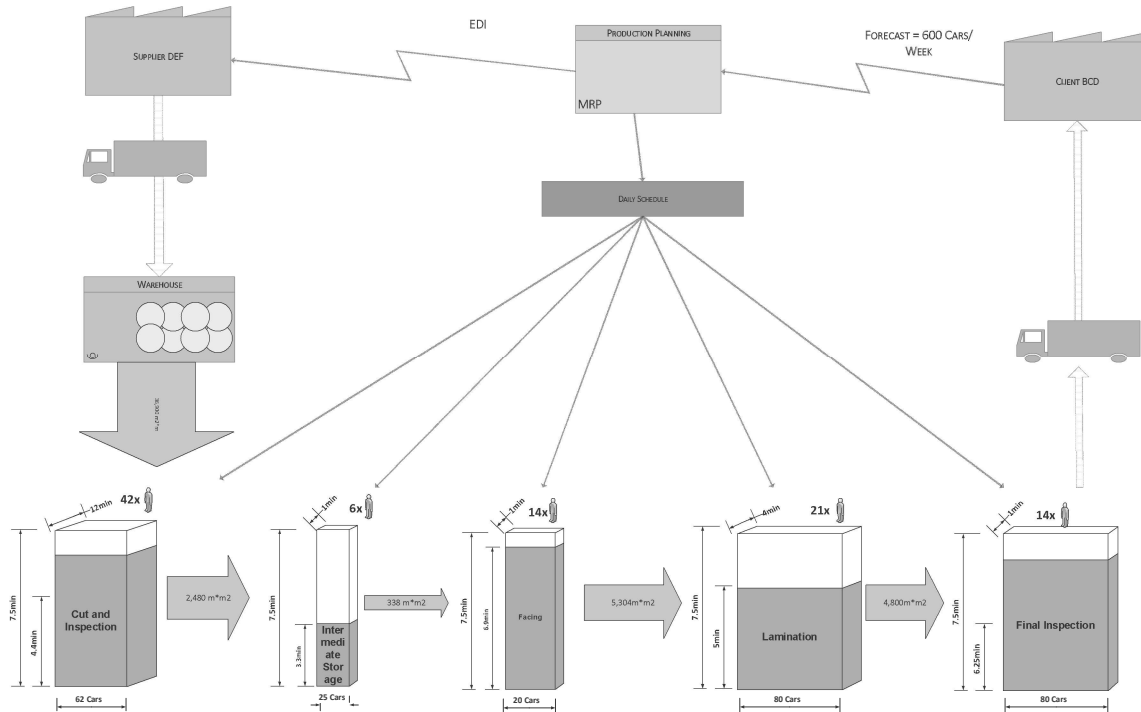 EDI
PRODUCTION PLANNING
FORECAST = 600 CARS/
WEEK
SUPPLIER DEF
CLIENT BCD
MRP
DAILY SCHEDULE
WAREHOUSE
12min
42x
1min
6x
1min
14x
4min
21x
1min
14x
7.5min
4.4min
Cut and
Inspection
62 Cars
2,480 m*m2
7.5min
3.3min
Inter
medi
ate
Stor
age
25 Cars
338 m*m2
7.5min
6.9min
Facing
20 Cars
5,304m*m2
7.5min
5min
Lamination
80 Cars
4,800m*m2
7.5min
6.25min
Final Inspection
80 Cars